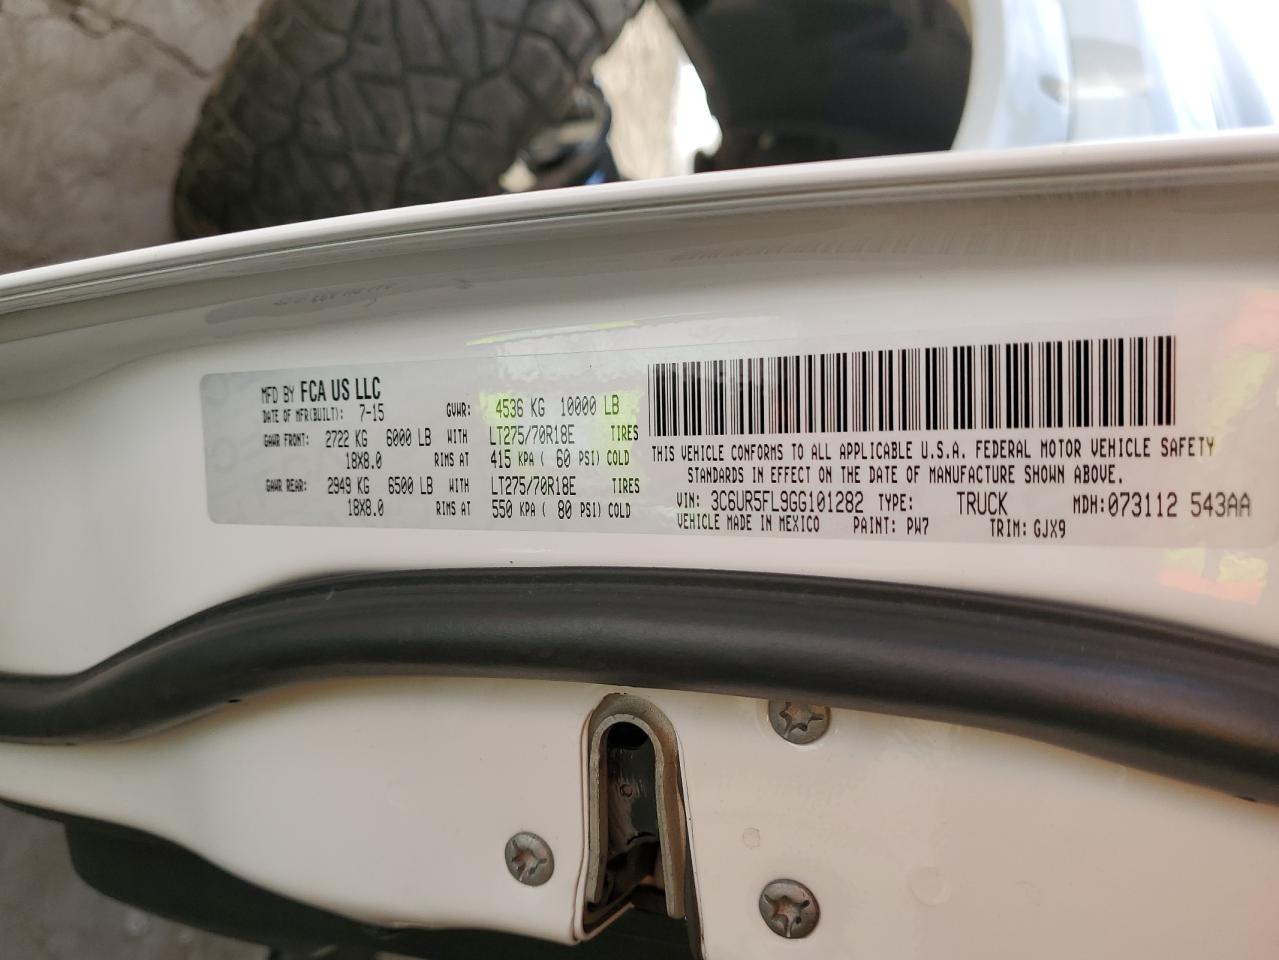 MFD BY FCA US LLC
DATE OF MFR(BUILT): 7-15 GVWR: 4536 KG 10000 LB
GAWR FRONT: 2722 KG 6000 LB WITH LT275/70R18E TIRES
18X8.0 RIMS AT 415 KPA ( 60 PSI) COLD
GAWR REAR: 2949 KG 6500 LB WITH LT275/70R18E TIRES
18X8.0 RIMS AT 550 KPA ( 80 PSI) COLD
THIS VEHICLE CONFORMS TO ALL APPLICABLE U.S.A. FEDERAL MOTOR VEHICLE SAFETY
STANDARDS IN EFFECT ON THE DATE OF MANUFACTURE SHOWN ABOVE.
VIN: 3C6UR5FL9GG101282 TYPE: TRUCK MDH:073112 543AA
VEHICLE MADE IN MEXICO PAINT: PW7 TRIM: GJX9